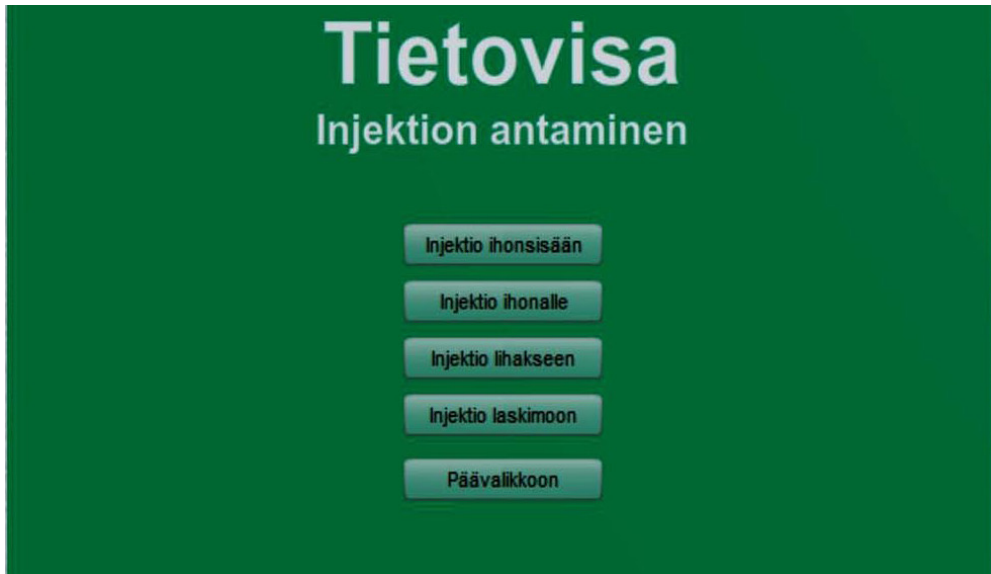 Tietovisa
Injektion antaminen
Injektio ihonsisään
Injektio ihonalle
Injektio lihakseen
Injektio laskimoon
Päävalikkoon